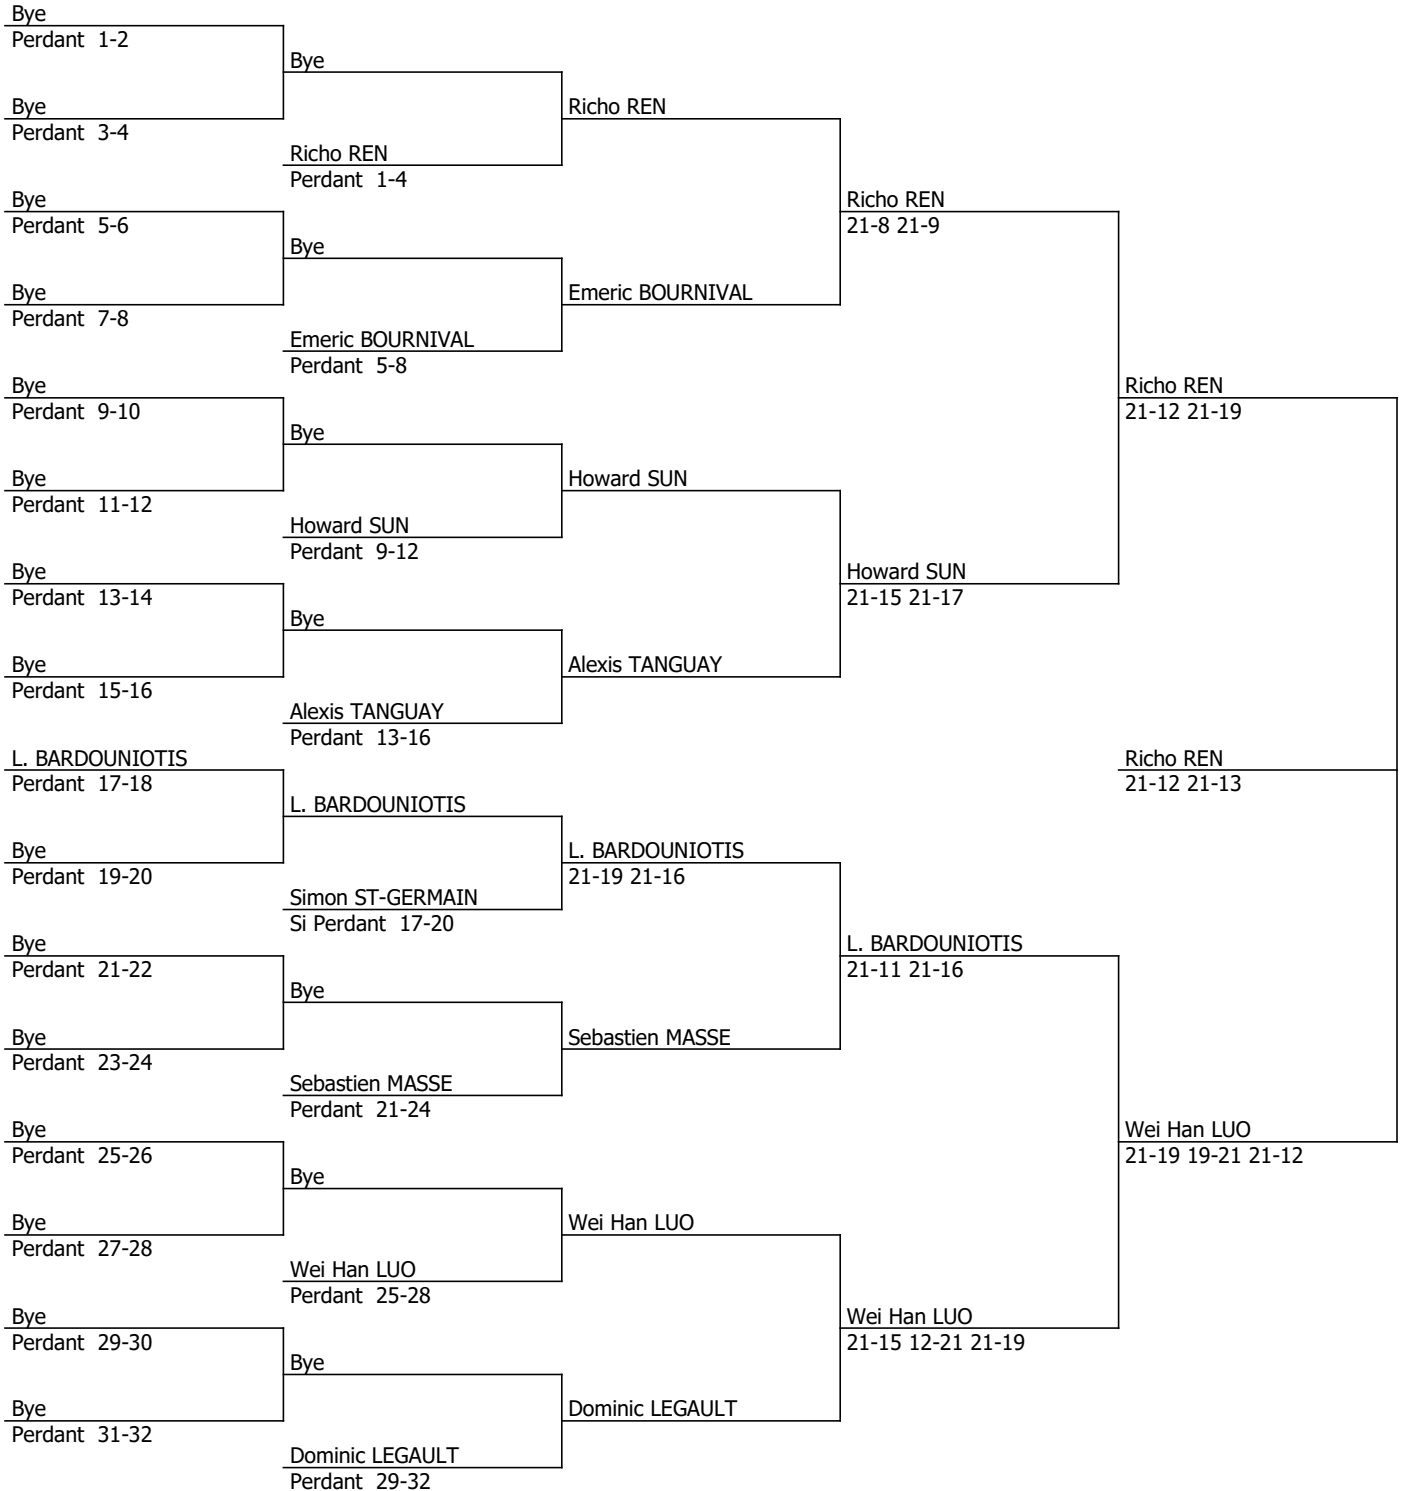 Bye
Perdant 1-2
Bye
Bye
Perdant 3-4
Richo REN
Richo REN
Perdant 1-4
Bye
Perdant 5-6
Richo REN
21-8 21-9
Bye
Bye
Perdant 7-8
Emeric BOURNIVAL
Emeric BOURNIVAL
Perdant 5-8
Bye
Perdant 9-10
Richo REN
21-12 21-19
Bye
Bye
Perdant 11-12
Howard SUN
Howard SUN
Perdant 9-12
Bye
Perdant 13-14
Howard SUN
21-15 21-17
Bye
Bye
Perdant 15-16
Alexis TANGUAY
Alexis TANGUAY
Perdant 13-16
L. BARDOUNIOTIS
Perdant 17-18
Richo REN
21-12 21-13
L. BARDOUNIOTIS
Bye
Perdant 19-20
L. BARDOUNIOTIS
21-19 21-16
Simon ST-GERMAIN
Si Perdant 17-20
Bye
Perdant 21-22
L. BARDOUNIOTIS
21-11 21-16
Bye
Bye
Perdant 23-24
Sebastien MASSE
Sebastien MASSE
Perdant 21-24
Bye
Perdant 25-26
Wei Han LUO
21-19 19-21 21-12
Bye
Bye
Perdant 27-28
Wei Han LUO
Wei Han LUO
Perdant 25-28
Bye
Perdant 29-30
Wei Han LUO
21-15 12-21 21-19
Bye
Bye
Perdant 31-32
Dominic LEGAULT
Dominic LEGAULT
Perdant 29-32